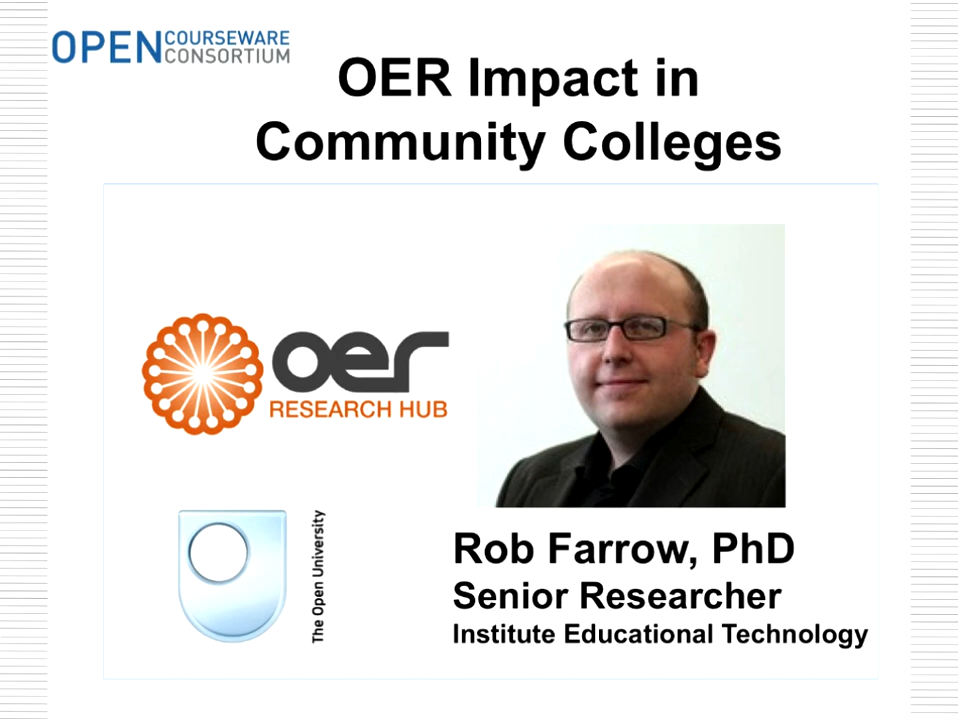 OPEN COURSEWARE
CONSORTIUM
OER Impact in
Community Colleges
oer
RESEARCH HUB
The Open University
Rob Farrow, PhD
Senior Researcher
Institute Educational Technology